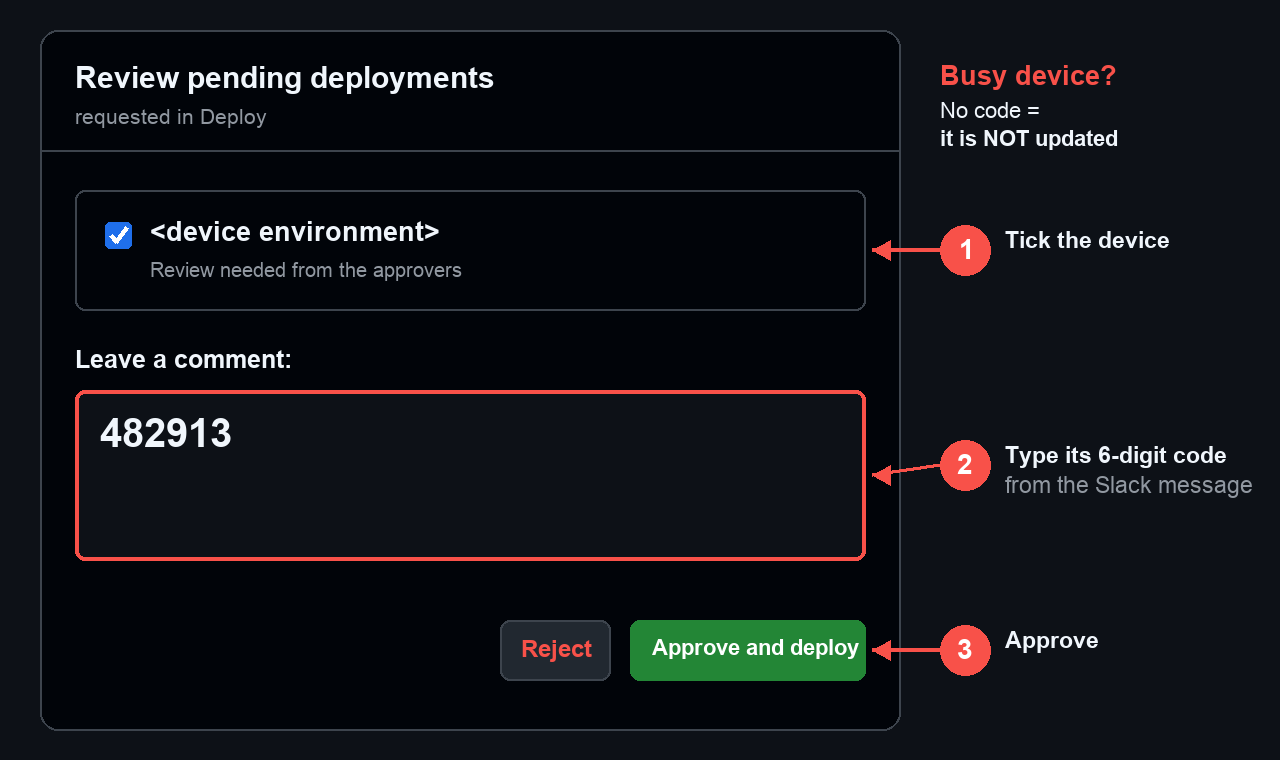 Review pending deployments
requested in Deploy
Busy device?
No code =
it is NOT updated
<device environment>
Review needed from the approvers
1
Tick the device
Leave a comment:
482913
2
Type its 6-digit code
from the Slack message
Reject
Approve and deploy
3
Approve